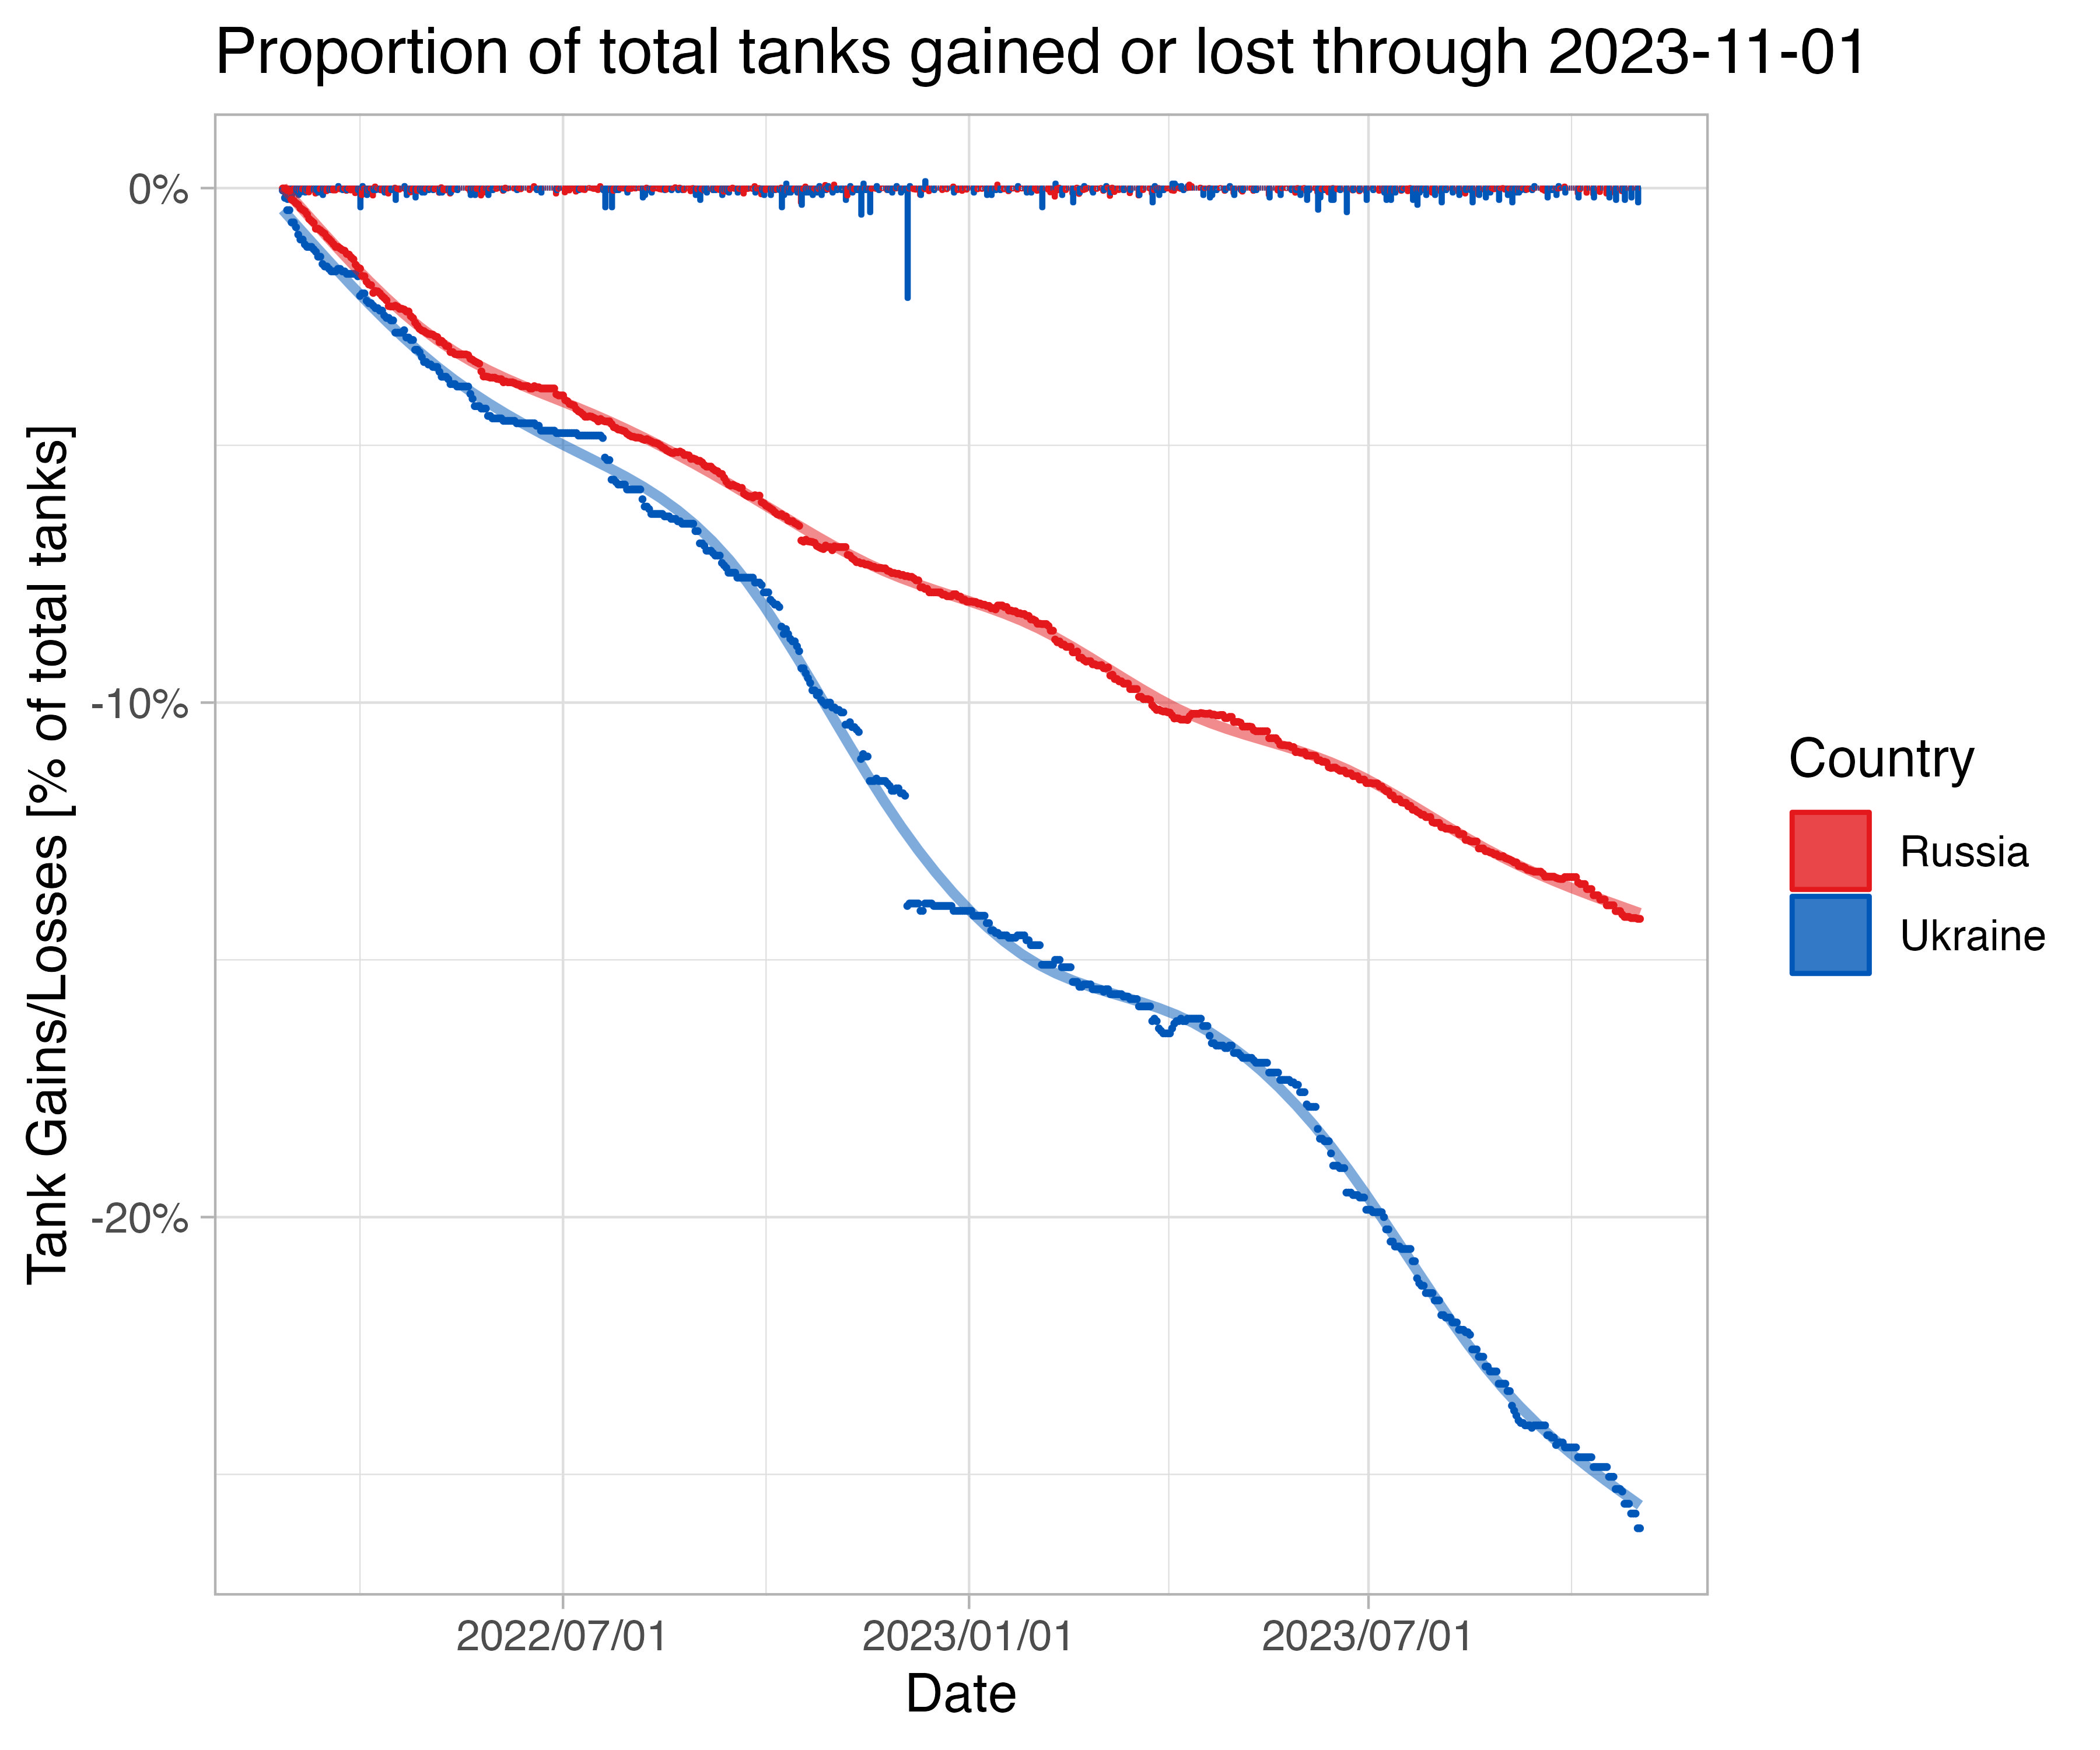 Proportion of total tanks gained or lost through 2023-11-01
Tank Gains/Losses [% of total tanks]
0%
-10%
-20%
2022/07/01
2023/01/01
2023/07/01
Date
Country
Russia
Ukraine